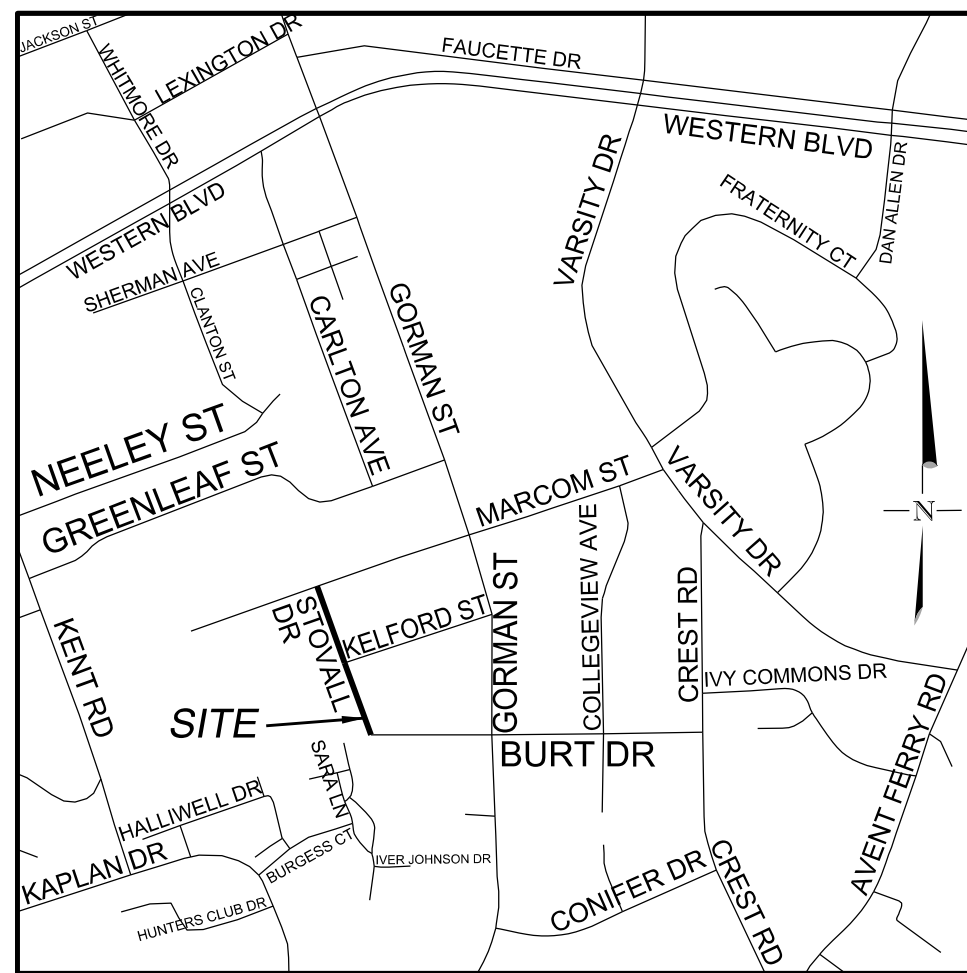 JACKSON ST
WHITMORE DR
LEXINGTON DR
FAUCETTE DR
WESTERN BLVD
VARSITY DR
DAN ALLEN DR
FRATERNITY CT
WESTERN BLVD
SHERMAN AVE
CLANTON ST
CARLTON AVE
GORMAN ST
NEELEY ST
GREENLEAF ST
MARCOM ST
VARSITY DR
N
COLLEGEVIEW AVE
GORMAN ST
CREST RD
STOVALL
DR
KELFORD ST
KENT RD
IVY COMMONS DR
SITE
BURT DR
AVENT FERRY RD
SARA LN
HALLIWELL DR
BURGESS CT
IVER JOHNSON DR
KAPLAN DR
CONIFER DR
CREST RD
HUNTERS CLUB DR